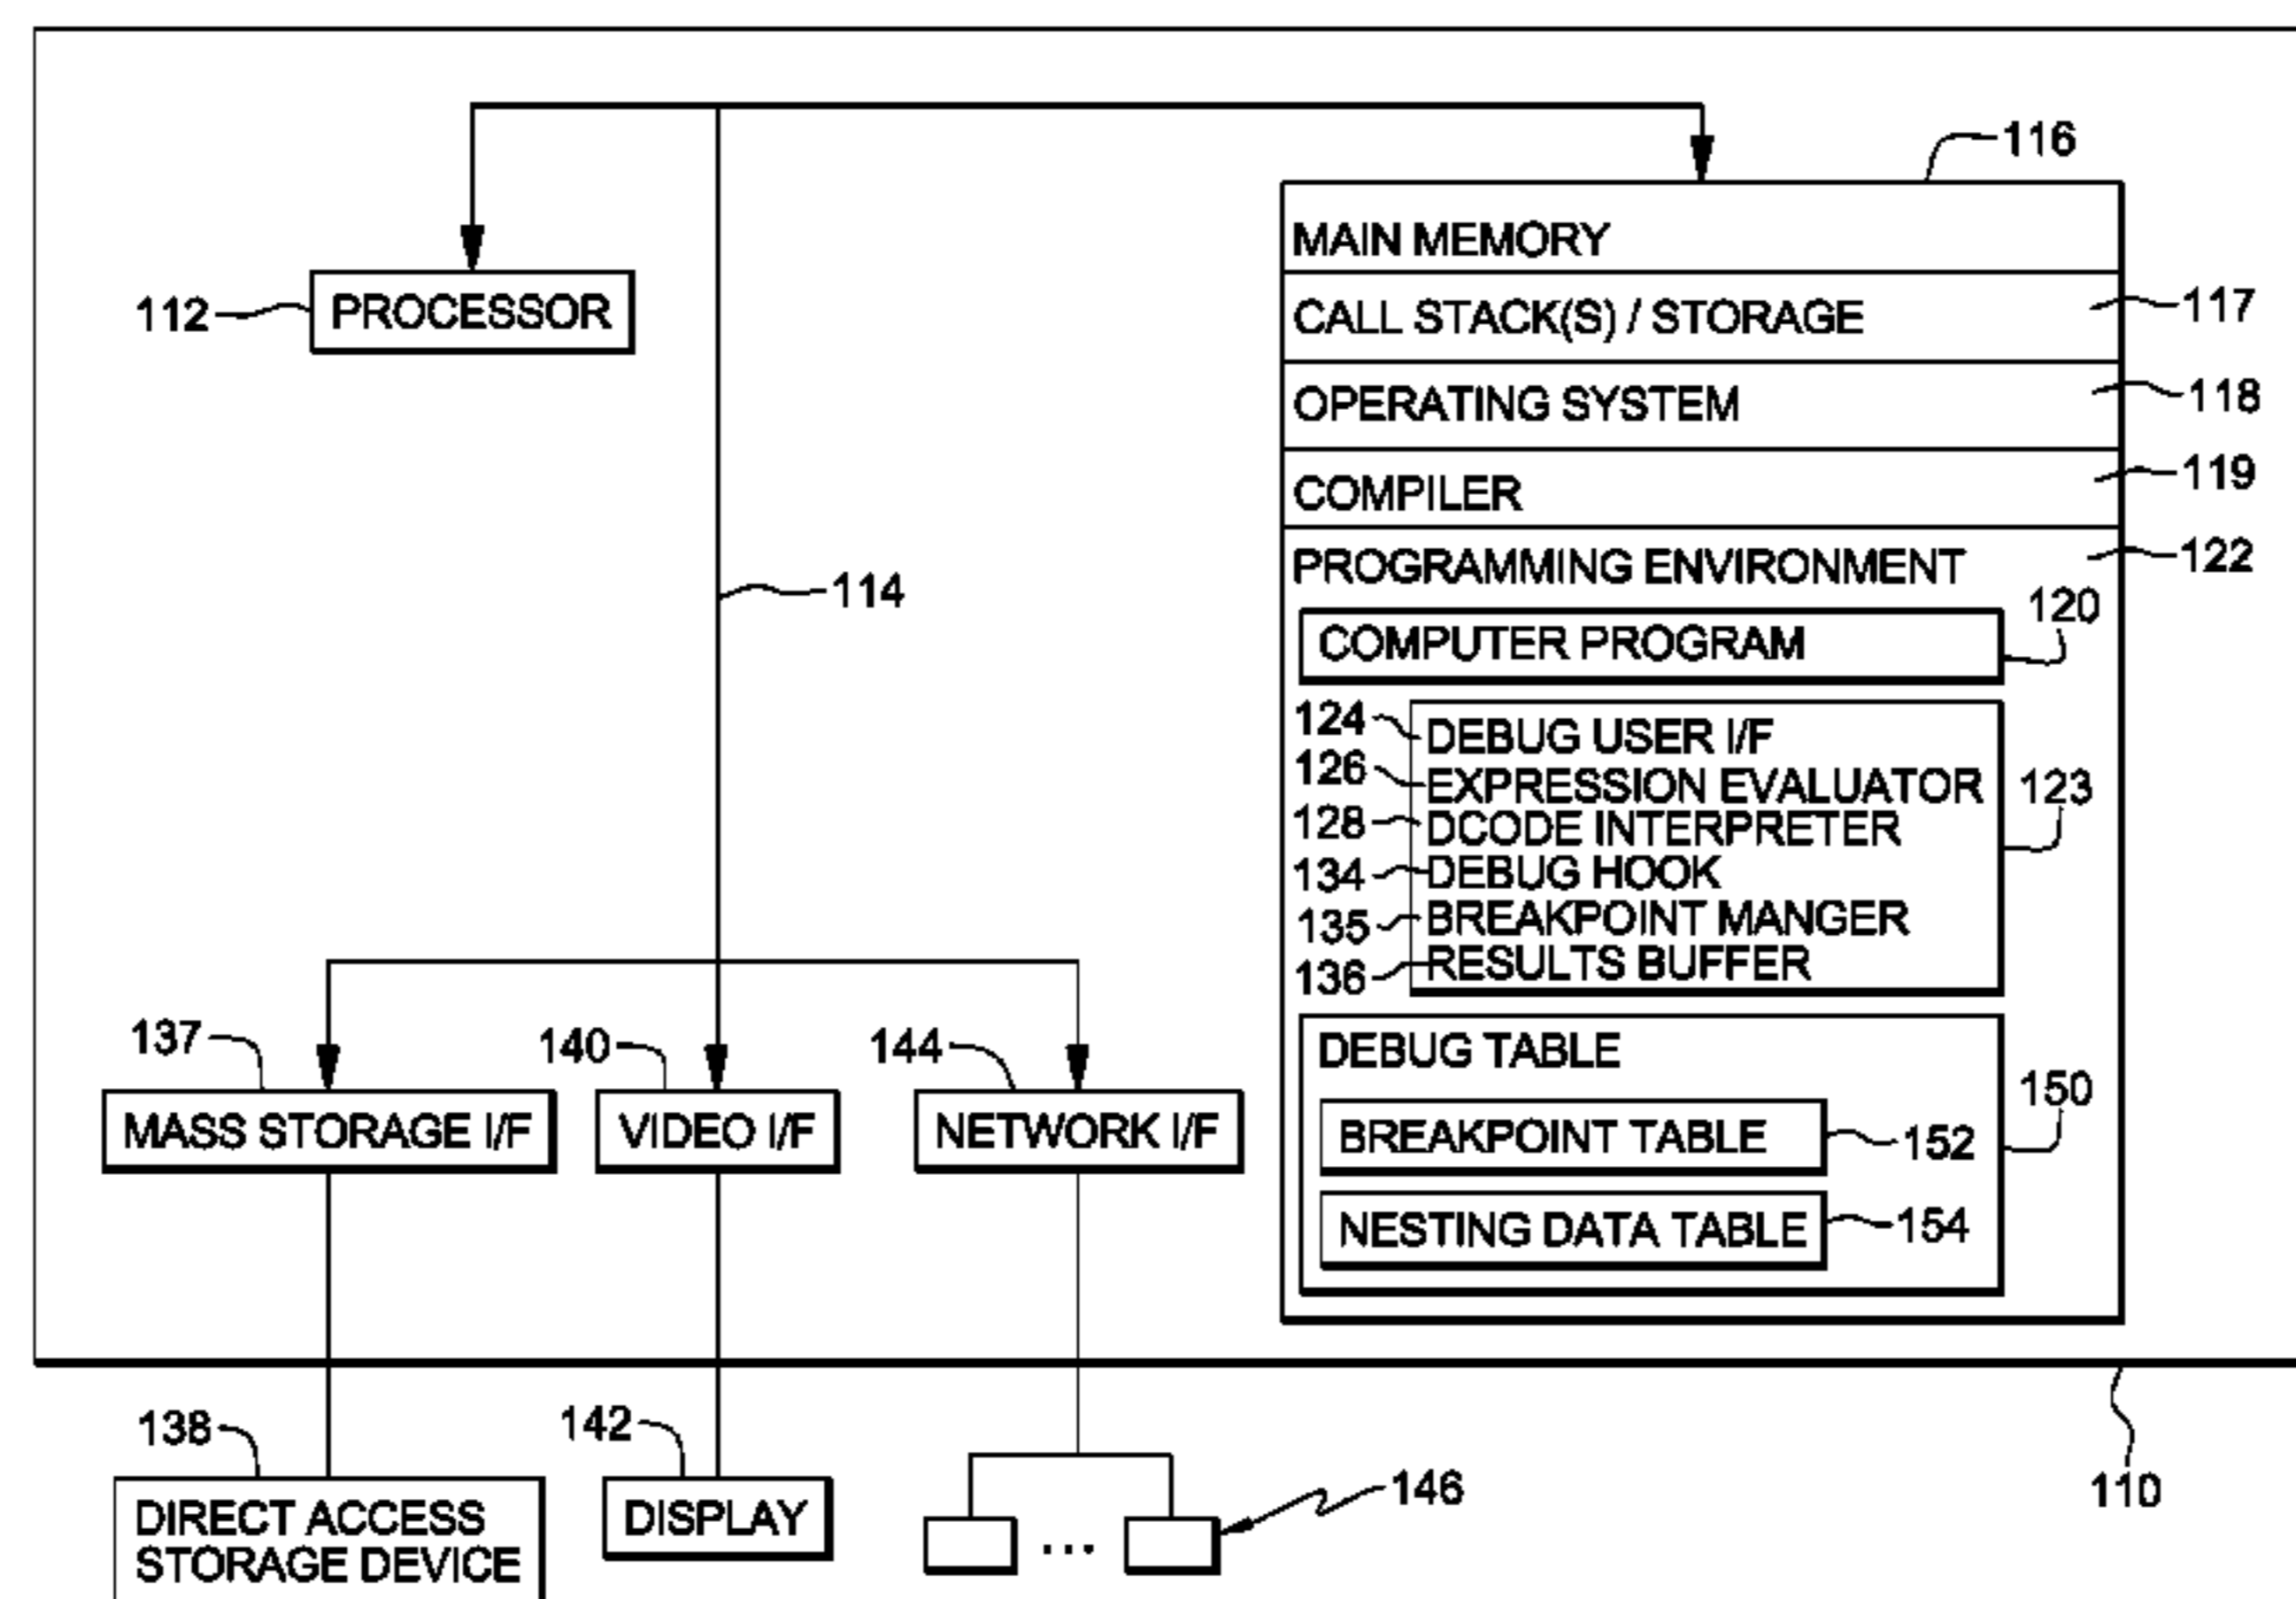 116
MAIN MEMORY
112
PROCESSOR
CALL STACK(S) / STORAGE
117
OPERATING SYSTEM
118
COMPILER
119
PROGRAMMING ENVIRONMENT
122
114
COMPUTER PROGRAM
120
124 DEBUG USER I/F
126 EXPRESSION EVALUATOR
123
128 DCODE INTERPRETER
134 DEBUG HOOK
135 BREAKPOINT MANGER
136 RESULTS BUFFER
137
140
144
MASS STORAGE I/F
VIDEO I/F
NETWORK I/F
DEBUG TABLE
150
BREAKPOINT TABLE
152
NESTING DATA TABLE
154
138
142
146
110
DIRECT ACCESS
STORAGE DEVICE
DISPLAY
...